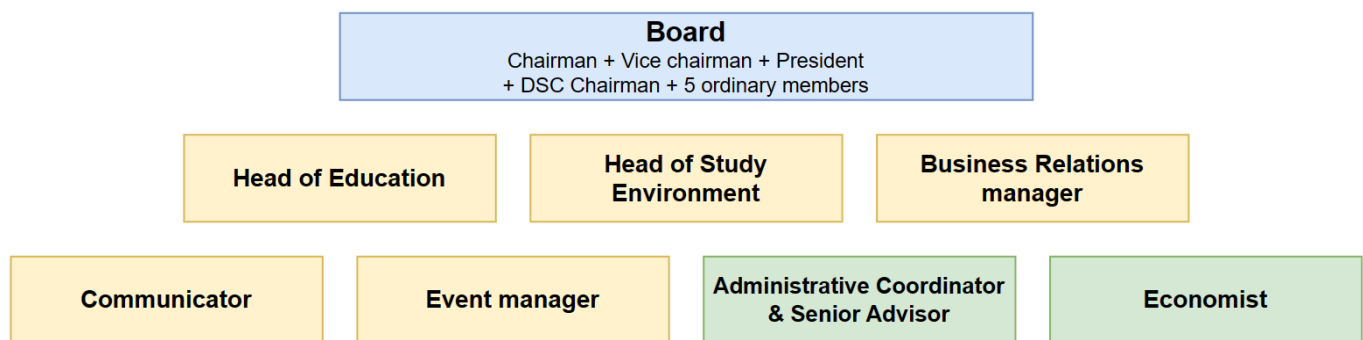 Board
Chairman + Vice chairman + President
+ DSC Chairman + 5 ordinary members
Head of Education
Head of Study
Environment
Business Relations
manager
Communicator
Event manager
Administrative Coordinator
& Senior Advisor
Economist